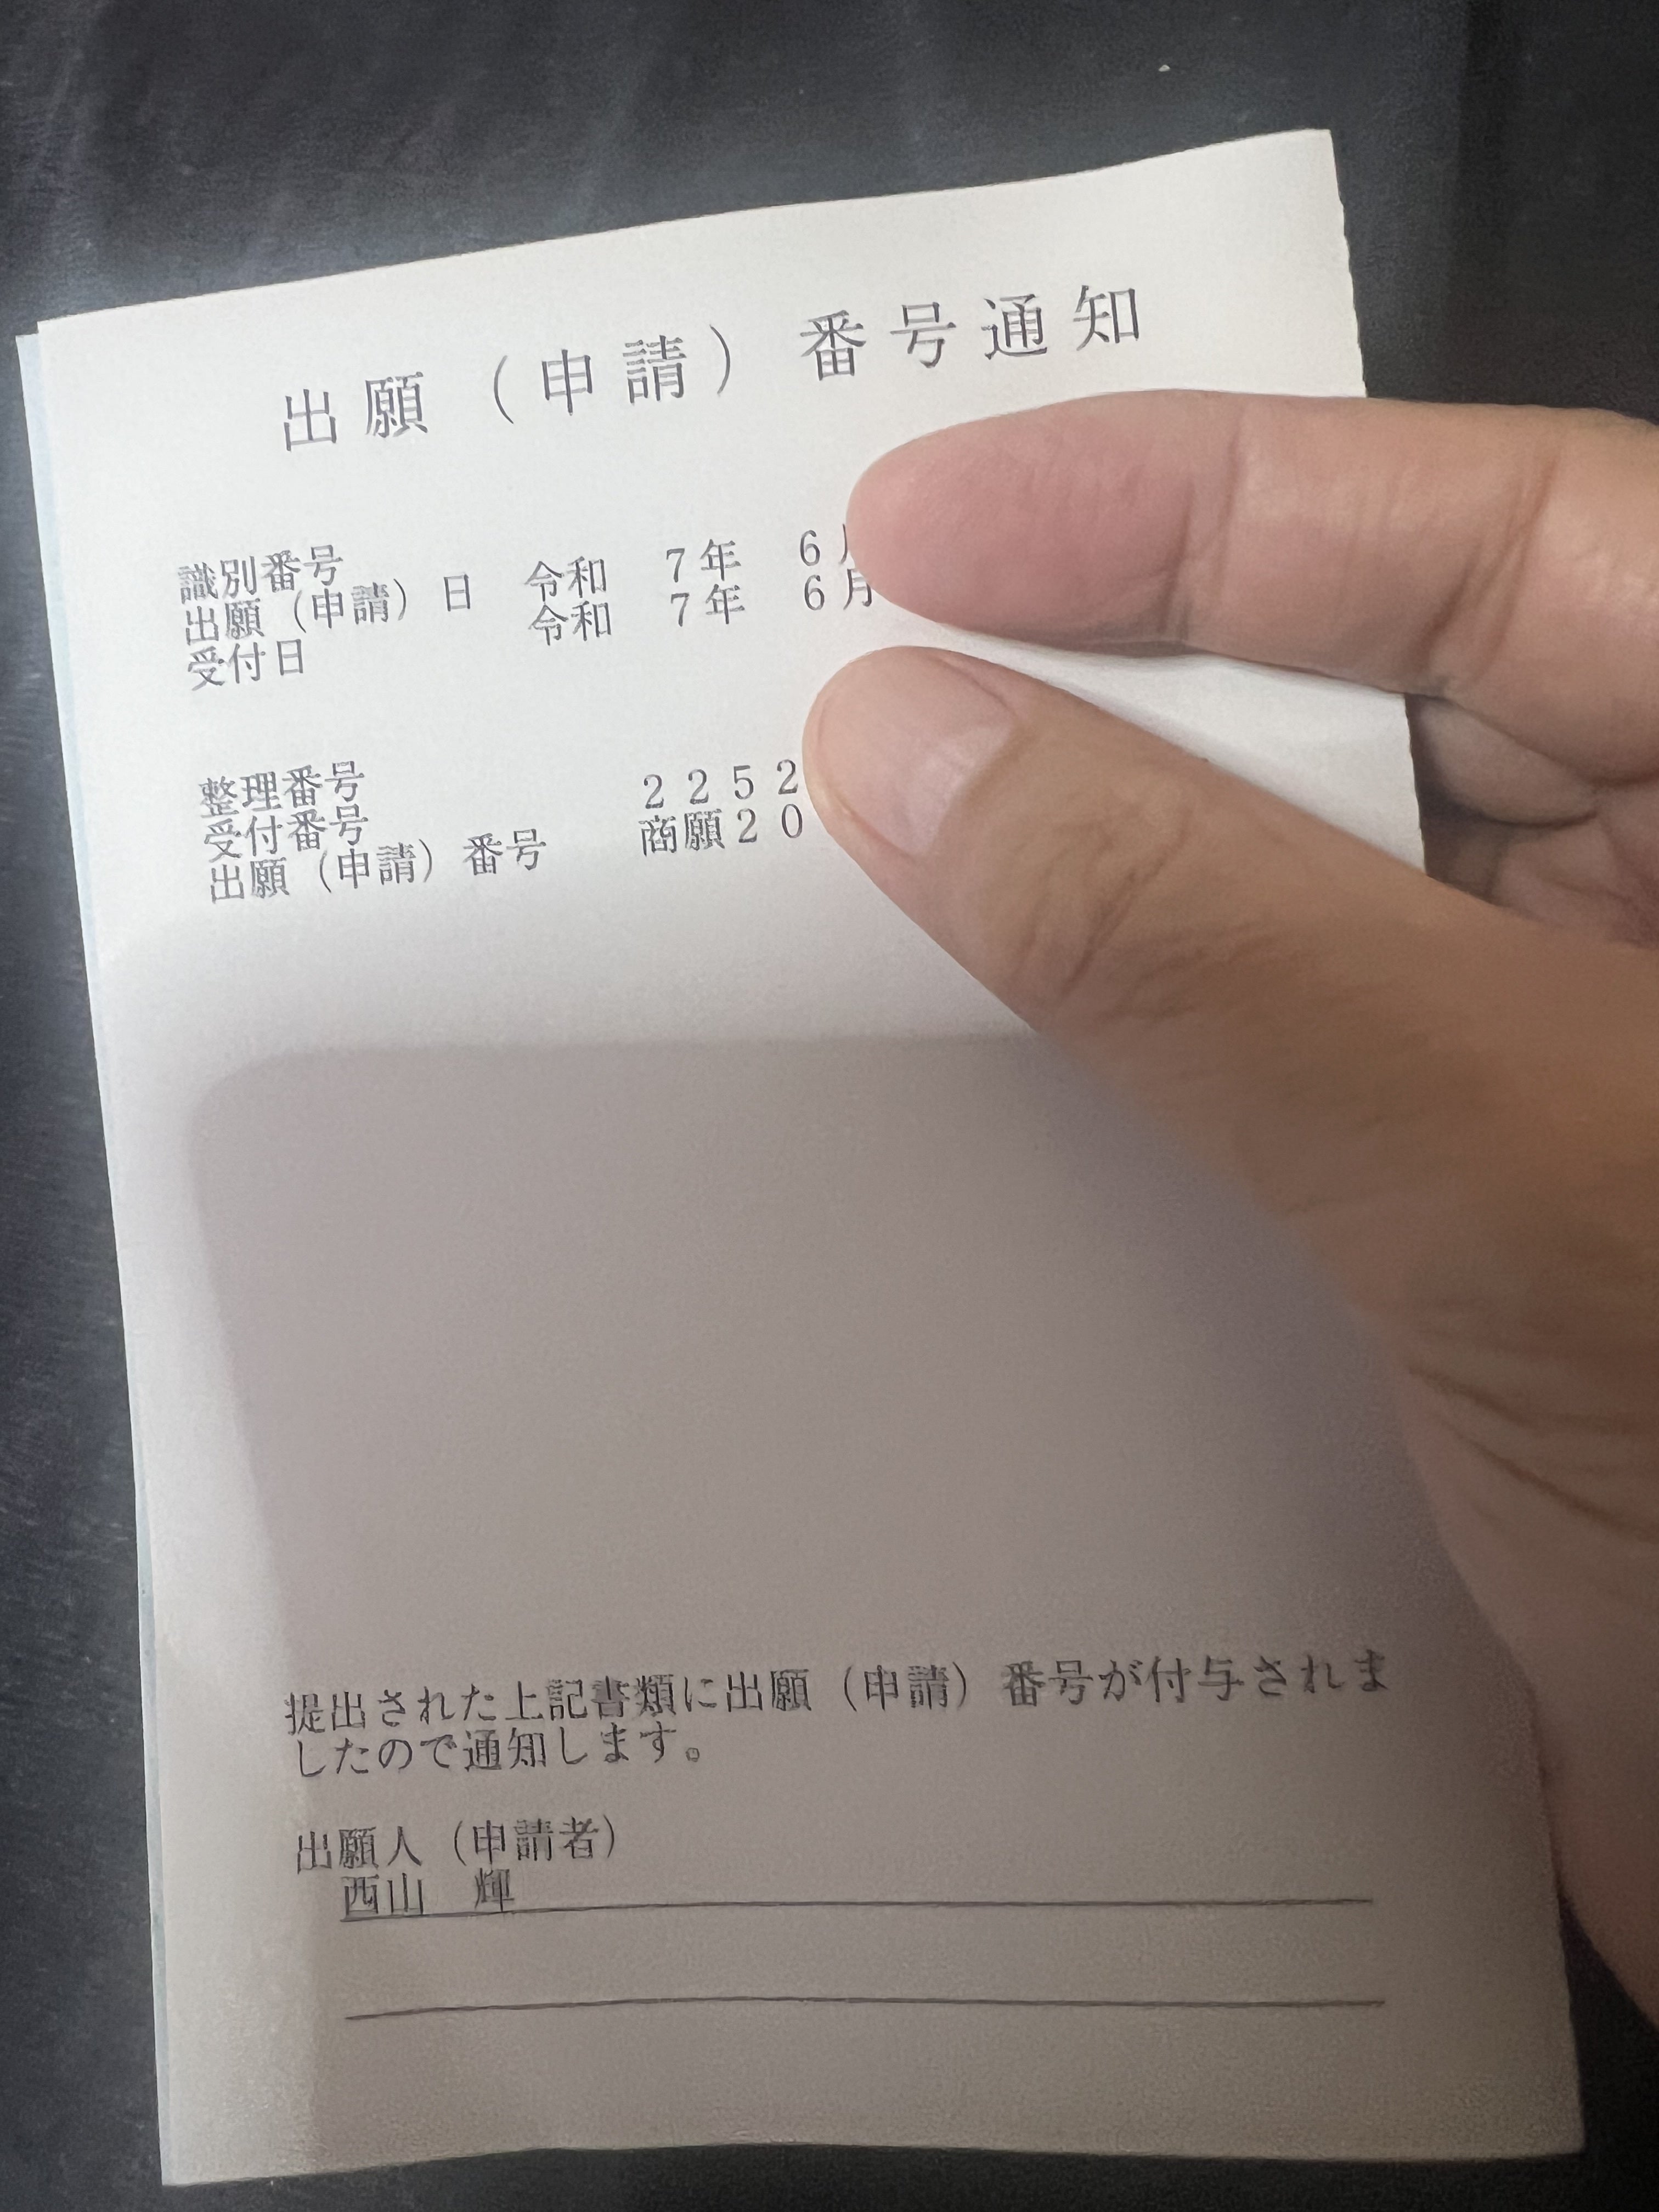 出願(申請)番号通知
識別番号
出願(申請)日 令和 7年 6月
受付日 令和 7年 6月
整理番号
受付番号 2252
出願(申請)番号 商願20
提出された上記書類に出願(申請)番号が付与されま
したので通知します。
出願人(申請者)
西山 輝